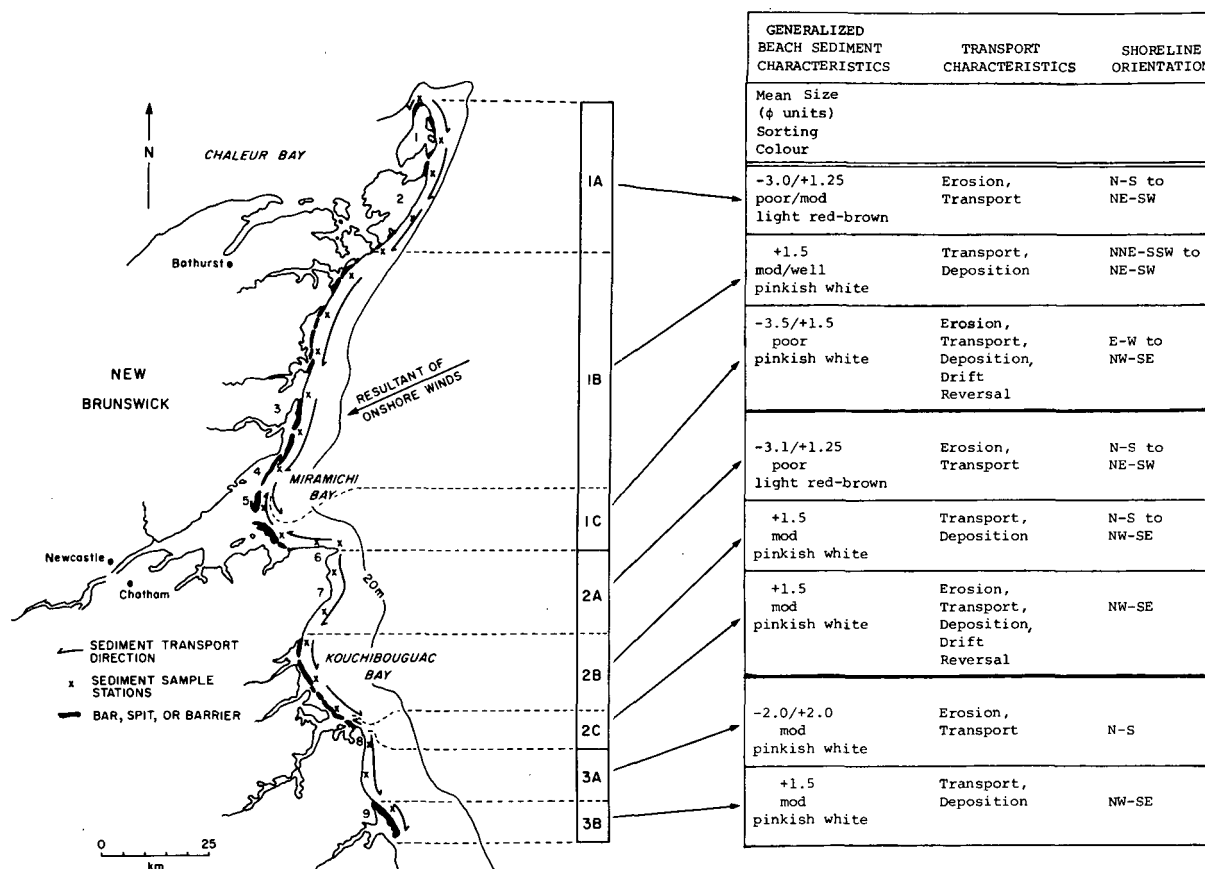 N
CHALEUR BAY
1
2
Bathurst
NEW
BRUNSWICK
RESULTANT OF
ONSHORE WINDS
3
4
MIRAMICHI
BAY
5
6
Newcastle
Chatham
7
20m
KOUCHIBOUGUAC
BAY
8
9
SEDIMENT TRANSPORT
DIRECTION
x SEDIMENT SAMPLE
STATIONS
BAR, SPIT, OR BARRIER
0 25
km
1A
1B
1C
2A
2B
2C
3A
3B
GENERALIZED
BEACH SEDIMENT
CHARACTERISTICS
TRANSPORT
CHARACTERISTICS
SHORELINE
ORIENTATION
Mean Size
(φ units)
Sorting
Colour
-3.0/+1.25 Erosion, N-S to
poor/mod Transport NE-SW
light red-brown
+1.5 Transport, NNE-SSW to
mod/well Deposition NE-SW
pinkish white
-3.5/+1.5 Erosion,
poor Transport, E-W to
pinkish white Deposition, NW-SE
Drift
Reversal
-3.1/+1.25 Erosion, N-S to
poor Transport NE-SW
light red-brown
+1.5 Transport, N-S to
mod Deposition NW-SE
pinkish white
+1.5 Erosion,
mod Transport, NW-SE
pinkish white Deposition,
Drift
Reversal
-2.0/+2.0 Erosion,
mod Transport N-S
pinkish white
+1.5 Transport,
mod Deposition NW-SE
pinkish white